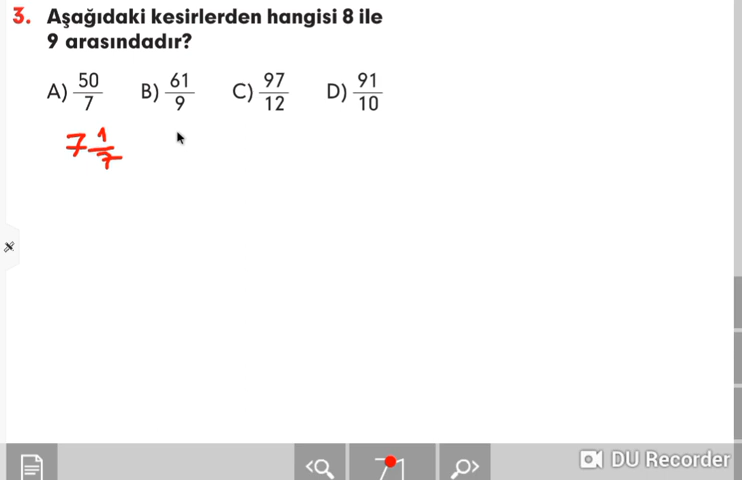 3. Aşağıdaki kesirlerden hangisi 8 ile
9 arasındadır?
A) 50/7 B) 61/9 C) 97/12 D) 91/10
7 1/7
71
DU Recorder